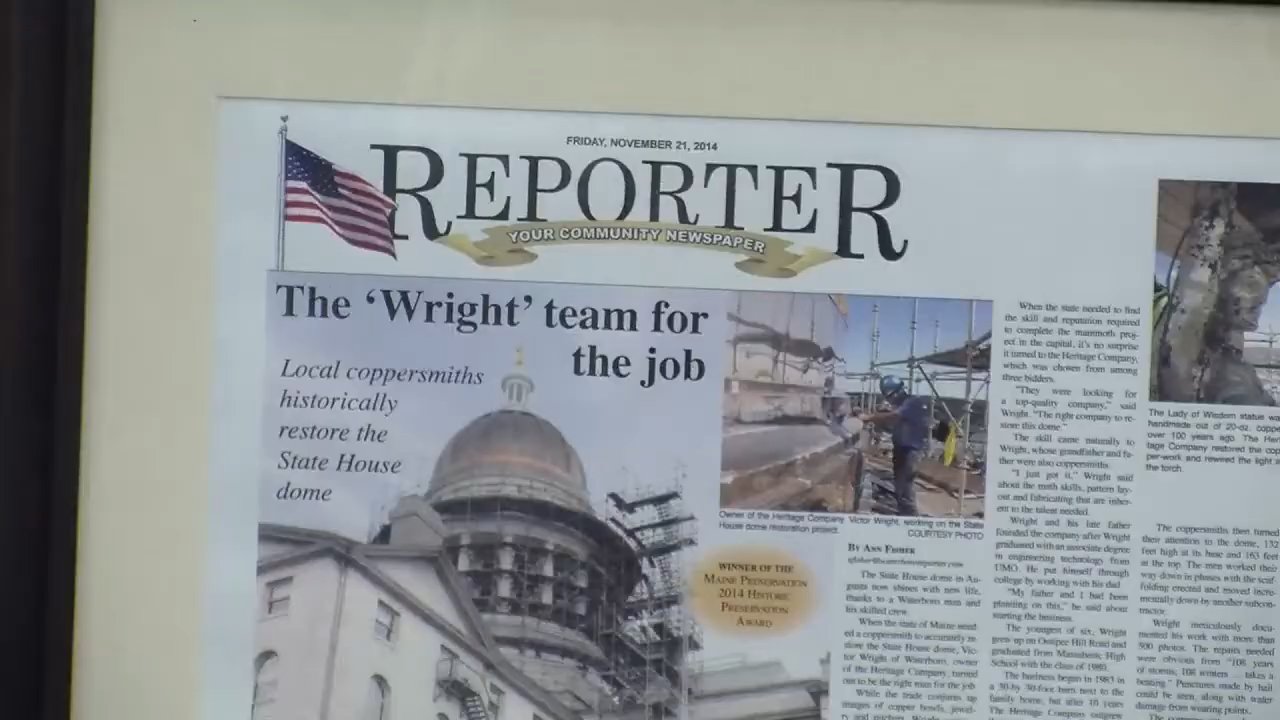 FRIDAY, NOVEMBER 21, 2014
REPORTER
YOUR COMMUNITY NEWSPAPER
The ‘Wright’ team for
the job
Local coppersmiths
historically
restore the
State House
dome
Owner of the Heritage Company, Victor Wright, working on the State
House dome restoration project.
COURTESY PHOTO
WINNER OF THE
MAINE PRESERVATION
2014 HISTORIC
PRESERVATION
AWARD
BY ANN FISHER
The State House dome in Au-
gusta now shines with new life,
thanks to a Waterboro man and
his skilled crew.
When the state of Maine need-
ed a coppersmith to accurately re-
store the State House dome, Vic-
tor Wright of Waterboro, owner
of the Heritage Company, turned
out to be the right man for the job.
While the trade conjures up
images of copper bowls, jewel-
When the state needed to find
the skill and reputation required
to complete the mammoth proj-
ect in the capital, it’s no surprise
it turned to the Heritage Company,
which was chosen from among
three bidders.
“They were looking for
a top-quality company,” said
Wright. “The right company to re-
store this dome.”
The skill came naturally to
Wright, whose grandfather and fa-
ther were also coppersmiths.
“I just got it,” Wright said
about the math skills, pattern lay-
out and fabricating that are inher-
ent to the talent needed.
Wright and his late father
founded the company after Wright
graduated with an associate degree
in engineering technology from
UMO. He put himself through
college by working with his dad.
“My father and I had been
planning on this,” he said about
starting the business.
The youngest of six, Wright
grew up on Ossipee Hill Road and
graduated from Massabesic High
School with the class of 1980.
The business began in 1983 in
a 30-by 30-foot barn next to the
family home, but after 10 years
The Heritage Company
The Lady of Wisdom statue wa
handmade out of 20-oz. coppe
over 100 years ago. The Her
tage Company restored the cop
per-work and rewired the light
the torch.
The coppersmiths then turned
their attention to the dome, 132
feet high at its base and 163 feet
at the top. The men worked their
way down in phases with the scaf-
folding erected and moved incre-
mentally down by another subcon-
tractor.
Wright meticulously docu-
mented his work with more than
500 photos. The repairs needed
were obvious from “108 years
of storms, 108 winters takes a
beating.” Punctures made by hail
could be seen, along with water
damage from wearing points.